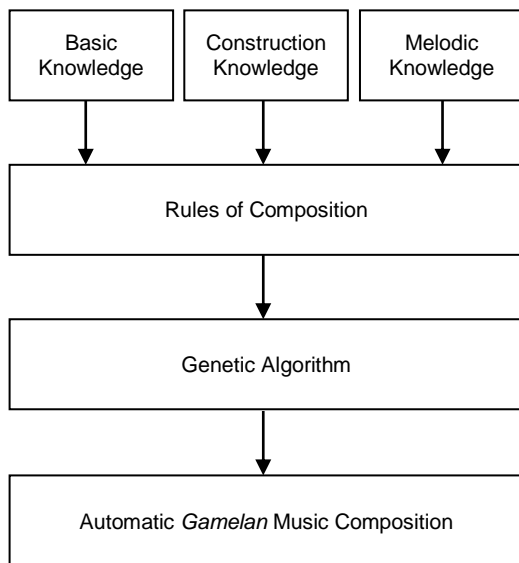 Basic
Knowledge
Construction
Knowledge
Melodic
Knowledge
Rules of Composition
Genetic Algorithm
Automatic Gamelan Music Composition